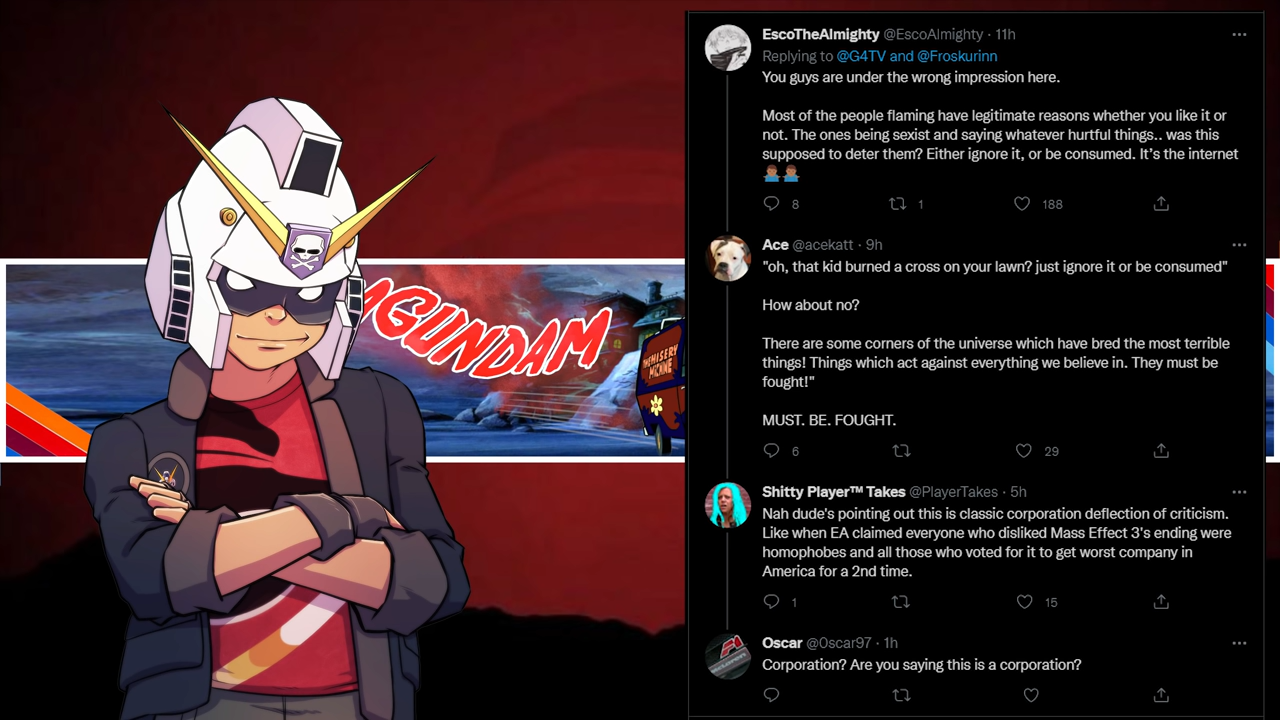 EscoTheAlmighty @EscoAlmighty · 11h
Replying to @G4TV and @Froskurinn
You guys are under the wrong impression here.
Most of the people flaming have legitimate reasons whether you like it or
not. The ones being sexist and saying whatever hurtful things.. was this
supposed to deter them? Either ignore it, or be consumed. It’s the internet
🤷🏾‍♂️🤷🏾‍♂️
8 1 188
Ace @acekatt · 9h
"oh, that kid burned a cross on your lawn? just ignore it or be consumed"
How about no?
There are some corners of the universe which have bred the most terrible
things! Things which act against everything we believe in. They must be
fought!"
MUST. BE. FOUGHT.
6 29
Shitty Player™ Takes @PlayerTakes · 5h
Nah dude's pointing out this is classic corporation deflection of criticism.
Like when EA claimed everyone who disliked Mass Effect 3's ending were
homophobes and all those who voted for it to get worst company in
America for a 2nd time.
1 15
Oscar @0scar97 · 1h
Corporation? Are you saying this is a corporation?
GUNDAM
THE MISERY
MACHINE